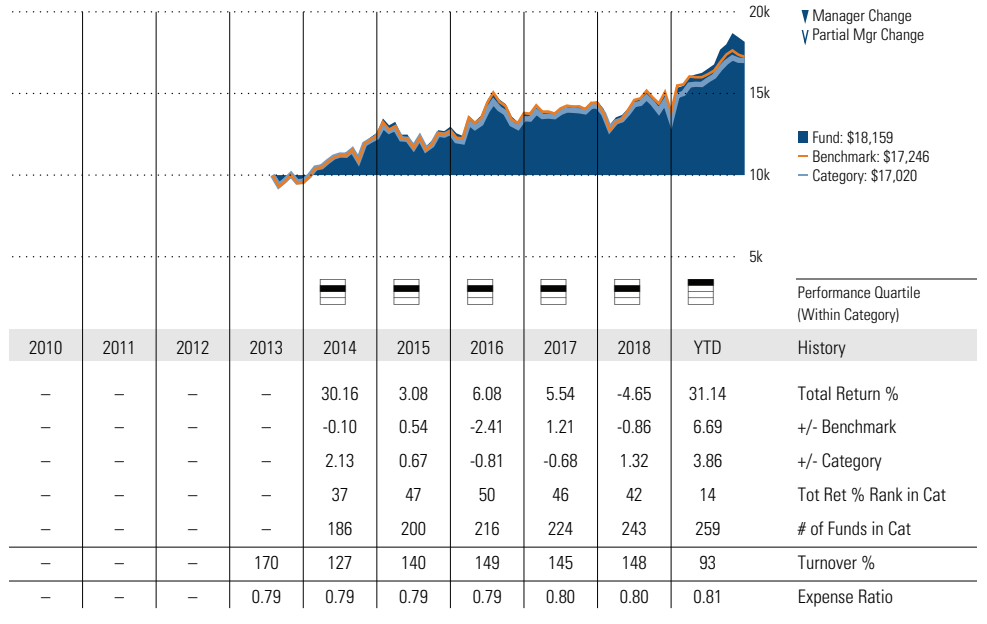 20k
15k
10k
5k
Manager Change
Partial Mgr Change
Fund: $18,159
Benchmark: $17,246
Category: $17,020
Performance Quartile
(Within Category)
2010 2011 2012 2013 2014 2015 2016 2017 2018 YTD History
– – – – 30.16 3.08 6.08 5.54 -4.65 31.14 Total Return %
– – – – -0.10 0.54 -2.41 1.21 -0.86 6.69 +/- Benchmark
– – – – 2.13 0.67 -0.81 -0.68 1.32 3.86 +/- Category
– – – – 37 47 50 46 42 14 Tot Ret % Rank in Cat
– – – – 186 200 216 224 243 259 # of Funds in Cat
– – – 170 127 140 149 145 148 93 Turnover %
– – – 0.79 0.79 0.79 0.79 0.80 0.80 0.81 Expense Ratio